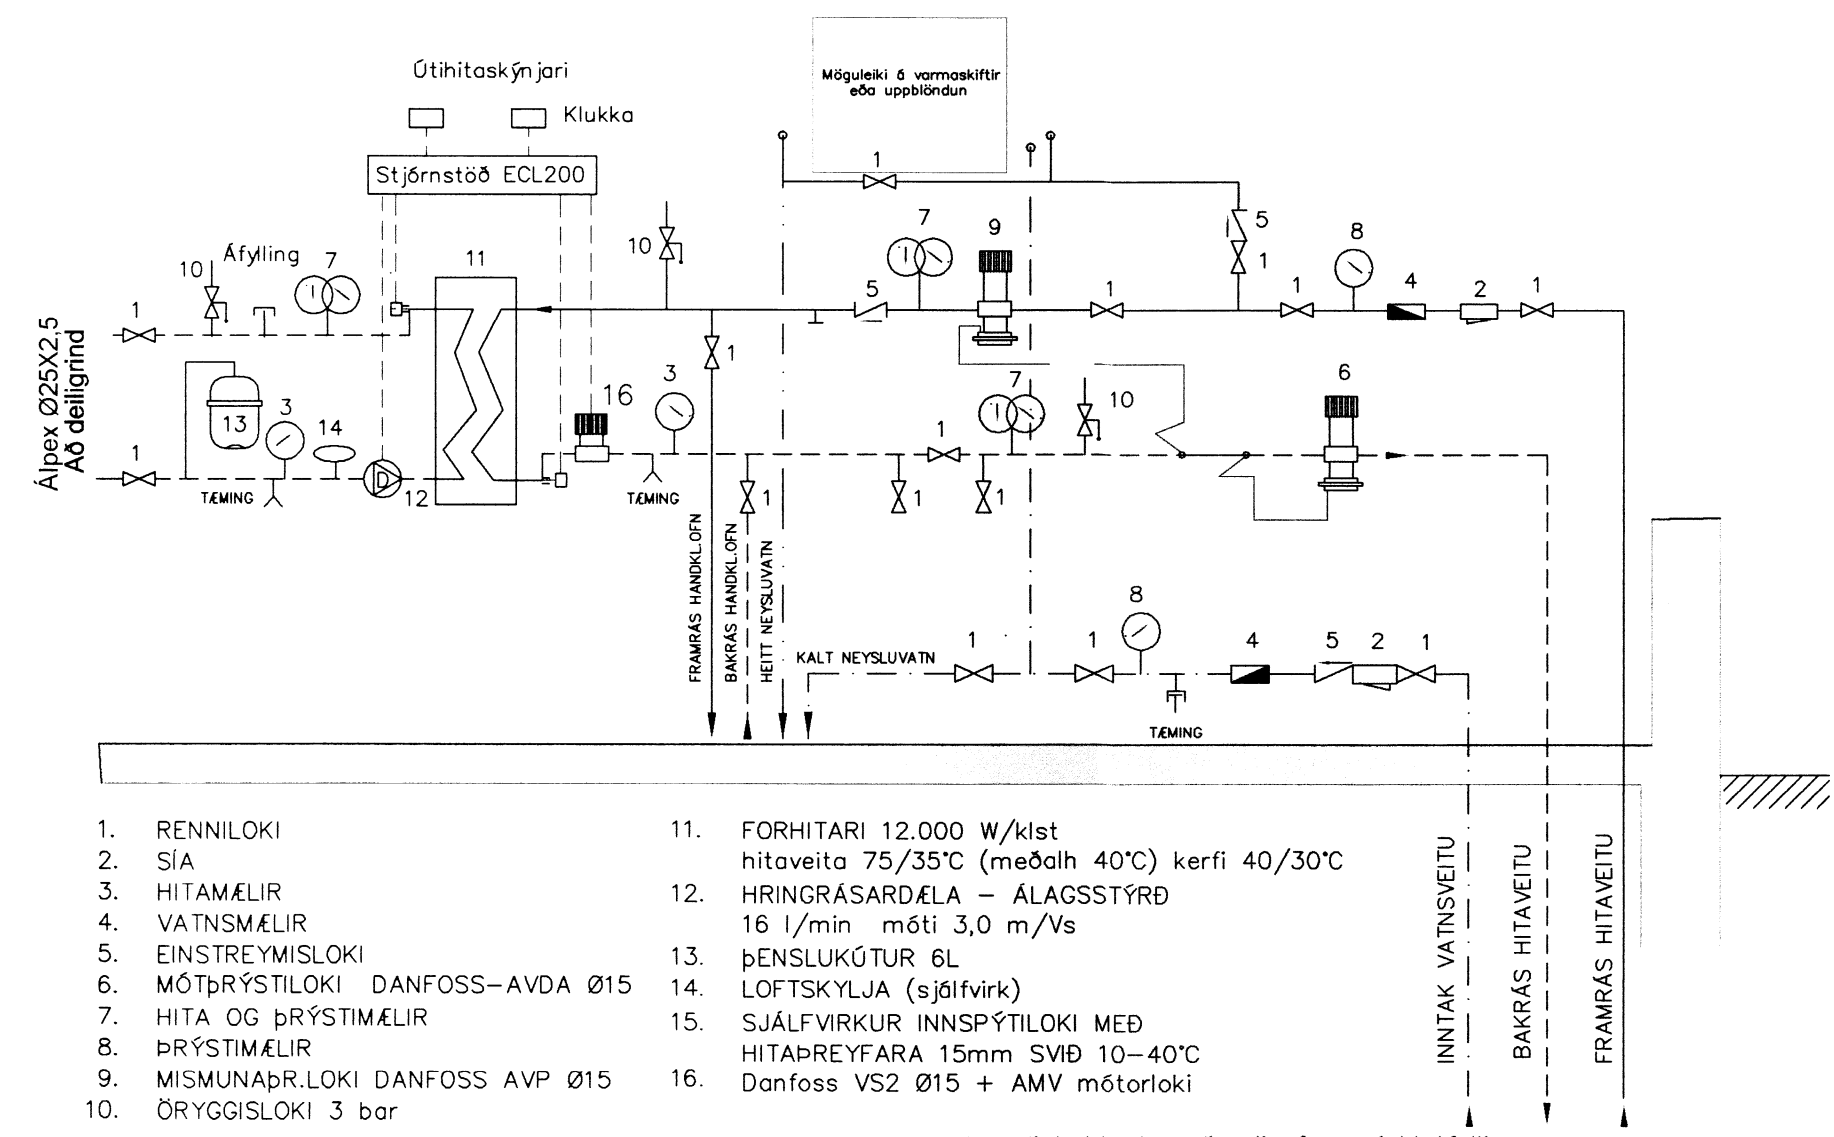 Útihitaskýnjari
Klukka
Stjórnstöð ECL200
Möguleiki á varmaskiftir
eða uppblöndun
1
5
1
7
9
8
10
Áfylling
10
7
11
1
5
1
1
4
2
1
1
Álpex Ø25X2,5
Að deiligrind
13
3
14
1
12
TÆMING
16
3
TÆMING
7
10
6
1
1
1
1
FRAMRÁS HANDKL.OFN
BAKRÁS HANDKL.OFN
HEITT NEYSLUVATN
KALT NEYSLUVATN
1
1
8
4
5
2
1
TÆMING
1. RENNILOKI
2. SÍA
3. HITAMÆLIR
4. VATNSMÆLIR
5. EINSTREYMISLOKI
6. MÓTÞRÝSTILOKI DANFOSS-AVDA Ø15
7. HITA OG ÞRÝSTIMÆLIR
8. ÞRÝSTIMÆLIR
9. MISMUNAÞR.LOKI DANFOSS AVP Ø15
10. ÖRYGGISLOKI 3 bar
11. FORHITARI 12.000 W/klst
hitaveita 75/35°C (meðalh 40°C) kerfi 40/30°C
12. HRINGRÁSARDÆLA - ÁLAGSSTÝRÐ
16 l/min móti 3,0 m/Vs
13. ÞENSLUKÚTUR 6L
14. LOFTSKYLJA (sjálfvirk)
15. SJÁLFVIRKUR INNSPÝTILOKI MEÐ
HITAÞREYFARA 15mm SVIÐ 10-40°C
16. Danfoss VS2 Ø15 + AMV mótorloki
INNTAK VATNSVEITU
BAKRÁS HITAVEITU
FRAMRÁS HITAVEITU